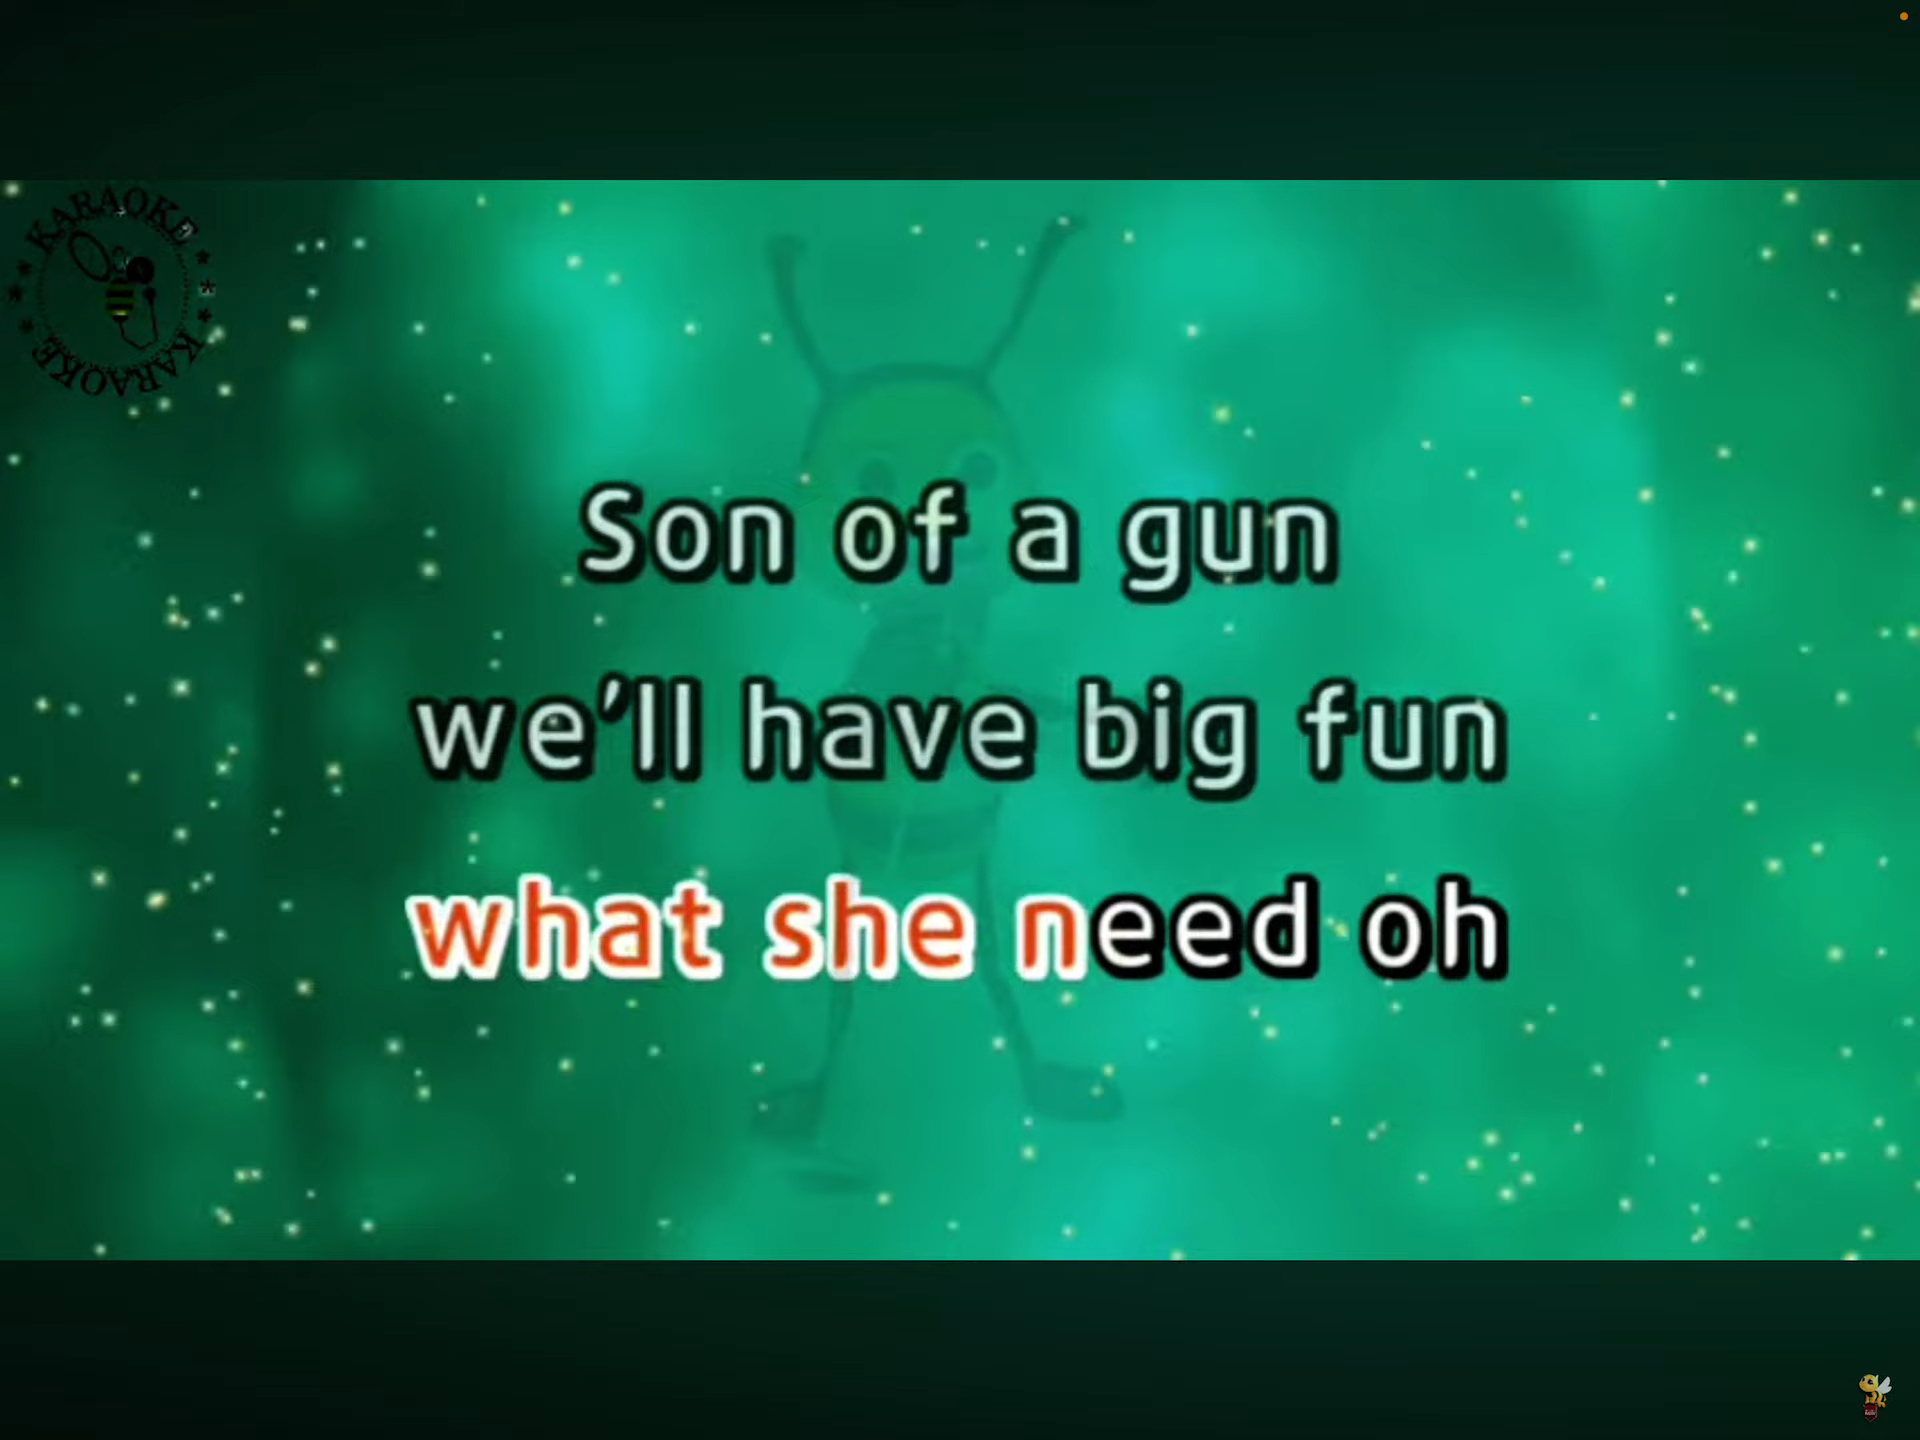 KARAOKE
KARAOKE
Son of a gun
we’ll have big fun
what she need oh